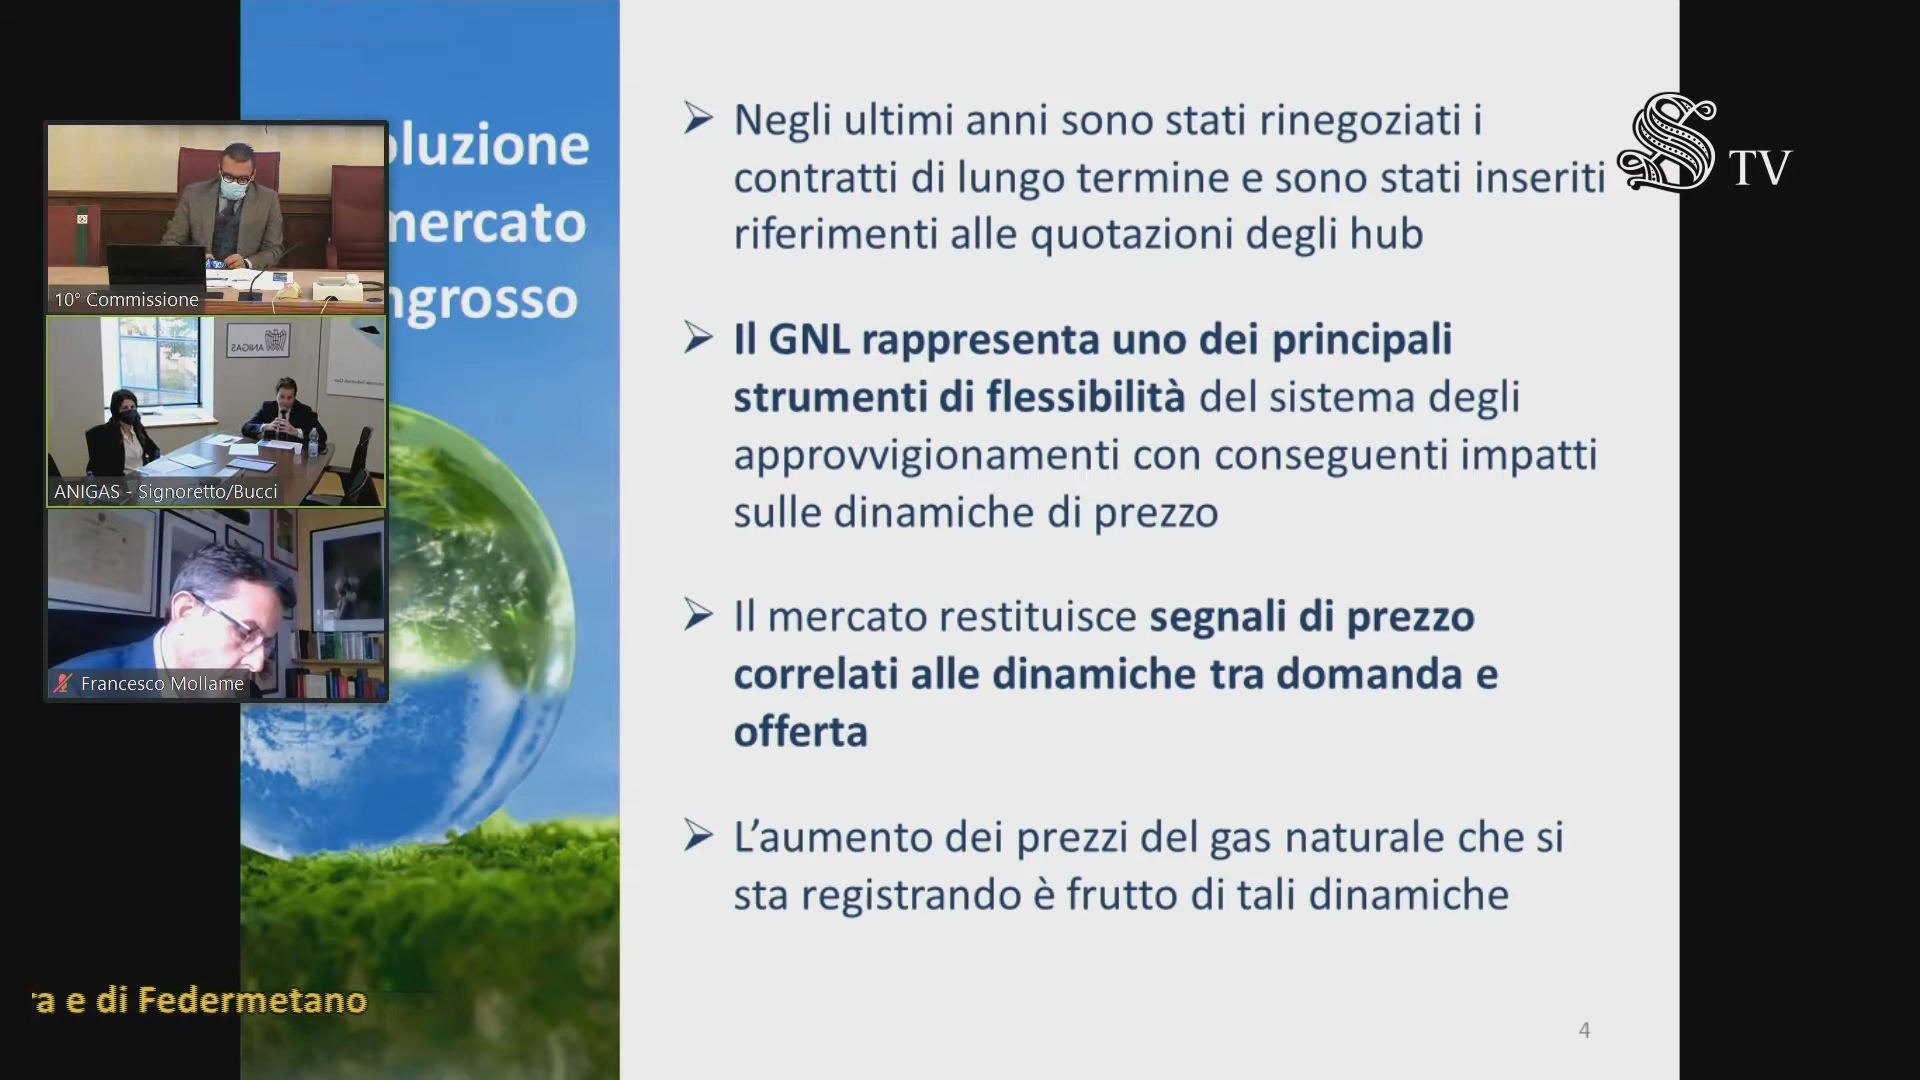 oluzione
mercato
ngrosso
10° Commissione
ANIGAS
ANIGAS - Signoretto/Bucci
Francesco Mollame
Negli ultimi anni sono stati rinegoziati i
contratti di lungo termine e sono stati inseriti
riferimenti alle quotazioni degli hub
Il GNL rappresenta uno dei principali
strumenti di flessibilità del sistema degli
approvvigionamenti con conseguenti impatti
sulle dinamiche di prezzo
Il mercato restituisce segnali di prezzo
correlati alle dinamiche tra domanda e
offerta
L’aumento dei prezzi del gas naturale che si
sta registrando è frutto di tali dinamiche
4
S TV
ra e di Federmetano